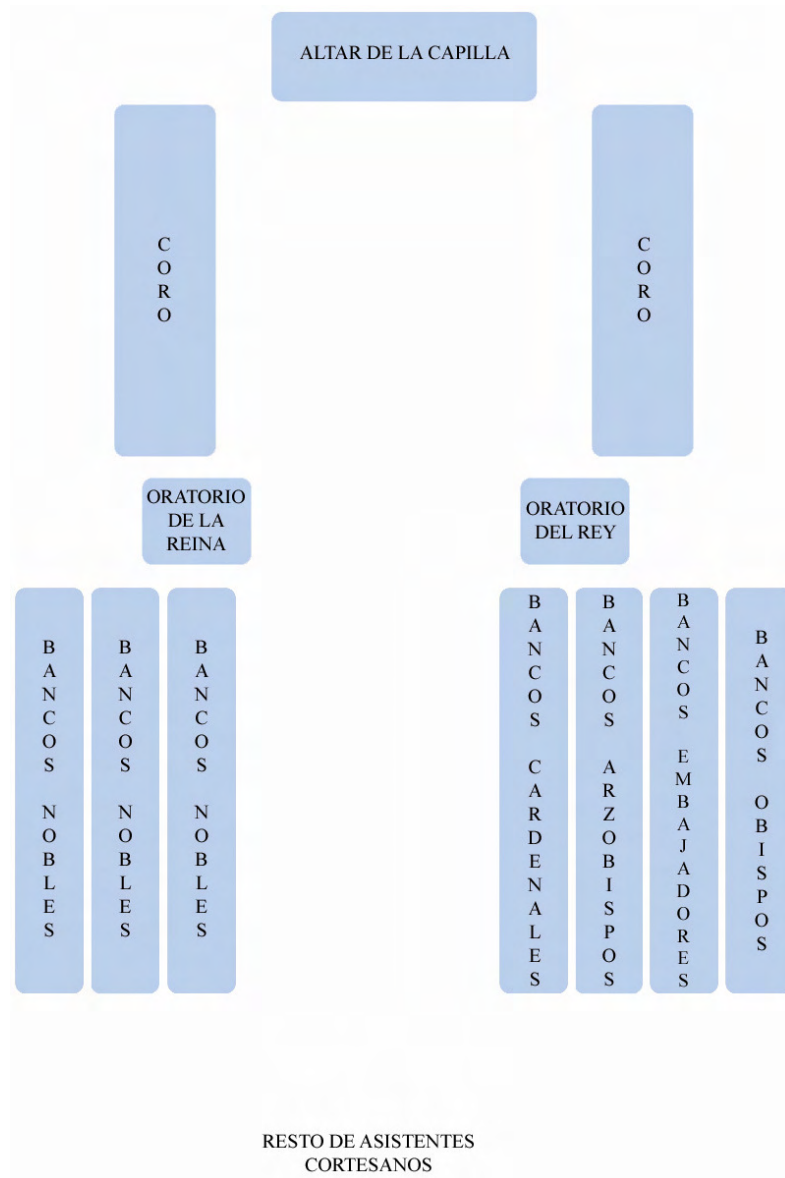 ALTAR DE LA CAPILLA
CORO
CORO
ORATORIO
DE LA
REINA
ORATORIO
DEL REY
BANCOS NOBLES
BANCOS NOBLES
BANCOS NOBLES
BANCOS CARDENALES
BANCOS ARZOBISPOS
BANCOS EMBAJADORES
BANCOS OBISPOS
RESTO DE ASISTENTES
CORTESANOS